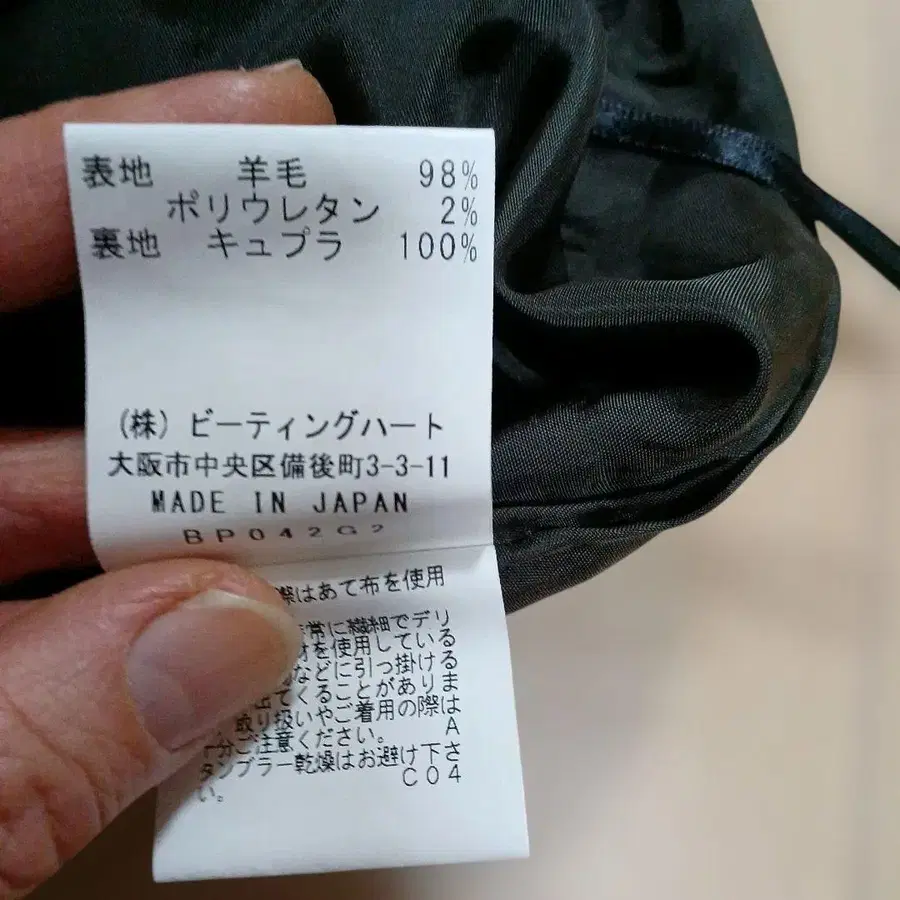 表地 羊毛 98%
ポリウレタン 2%
裏地 キュプラ 100%
(株) ビーティングハート
大阪市中央区備後町3-3-11
MADE IN JAPAN
BP042G2
際はあて布を使用
常に繊細でデリ
を使用している
などに引っ掛ける
出てくることがありま
取り扱いやご着用の際は
十分ご注意ください。 A
タンブラー乾燥はお避け下さ
い。 C04